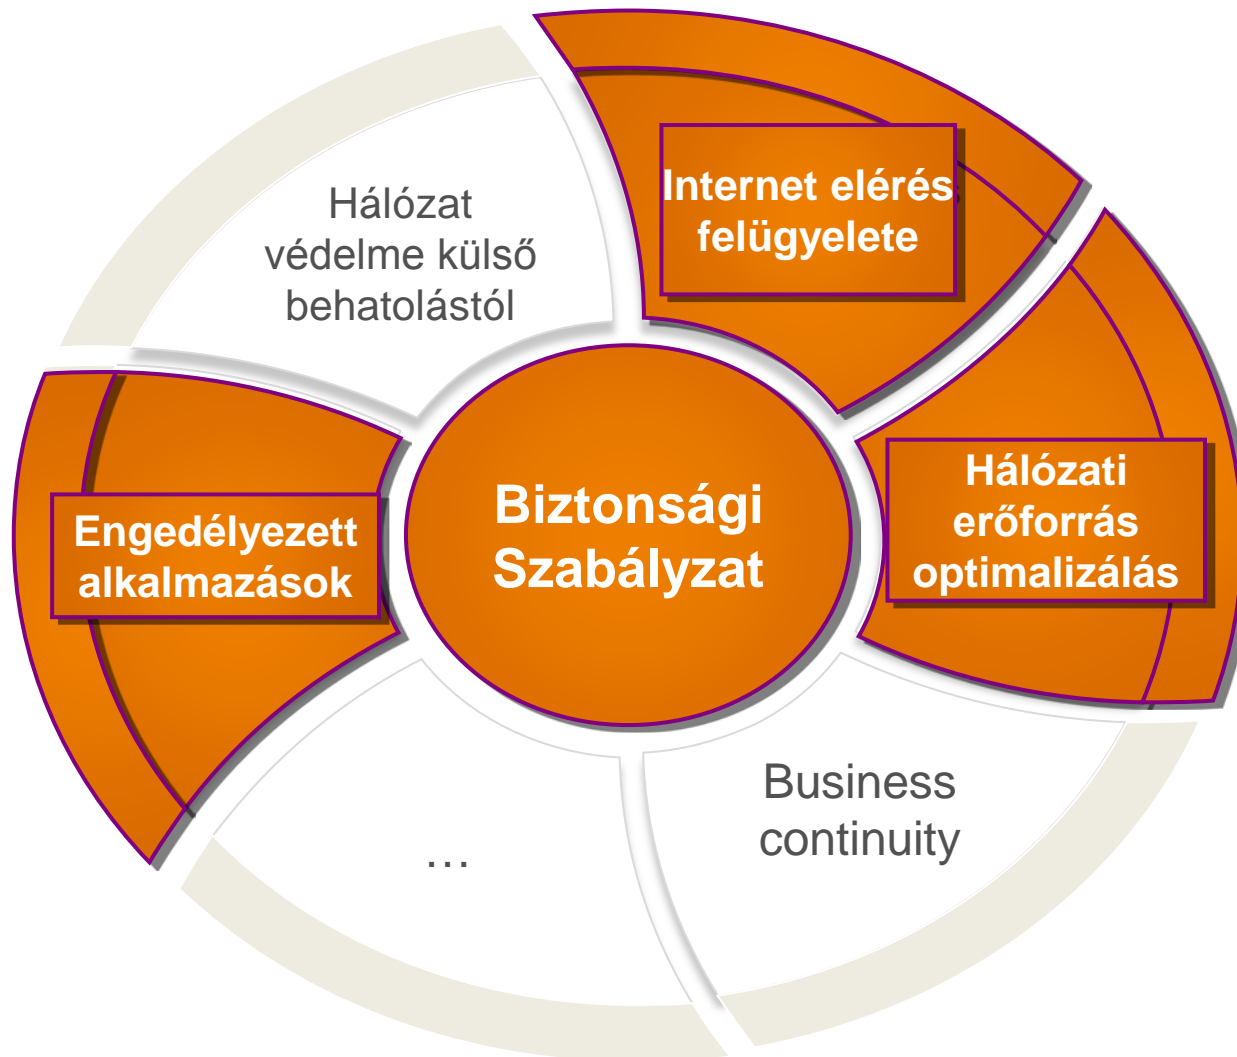 Hálózat
védelme külső
behatolástól
Internet elérés
felügyelete
Hálózati
erőforrás
optimalizálás
Engedélyezett
alkalmazások
Biztonsági
Szabályzat
Business
continuity
…